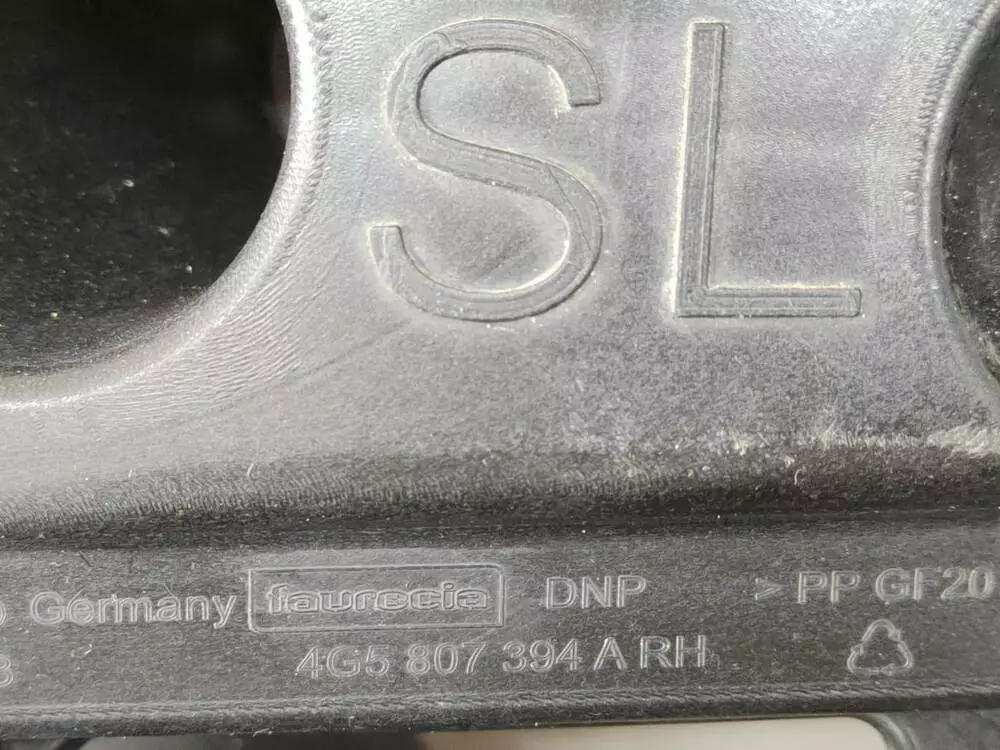 SL
Germany faurecia DNP > PP GF20
4G5 807 394 A RH